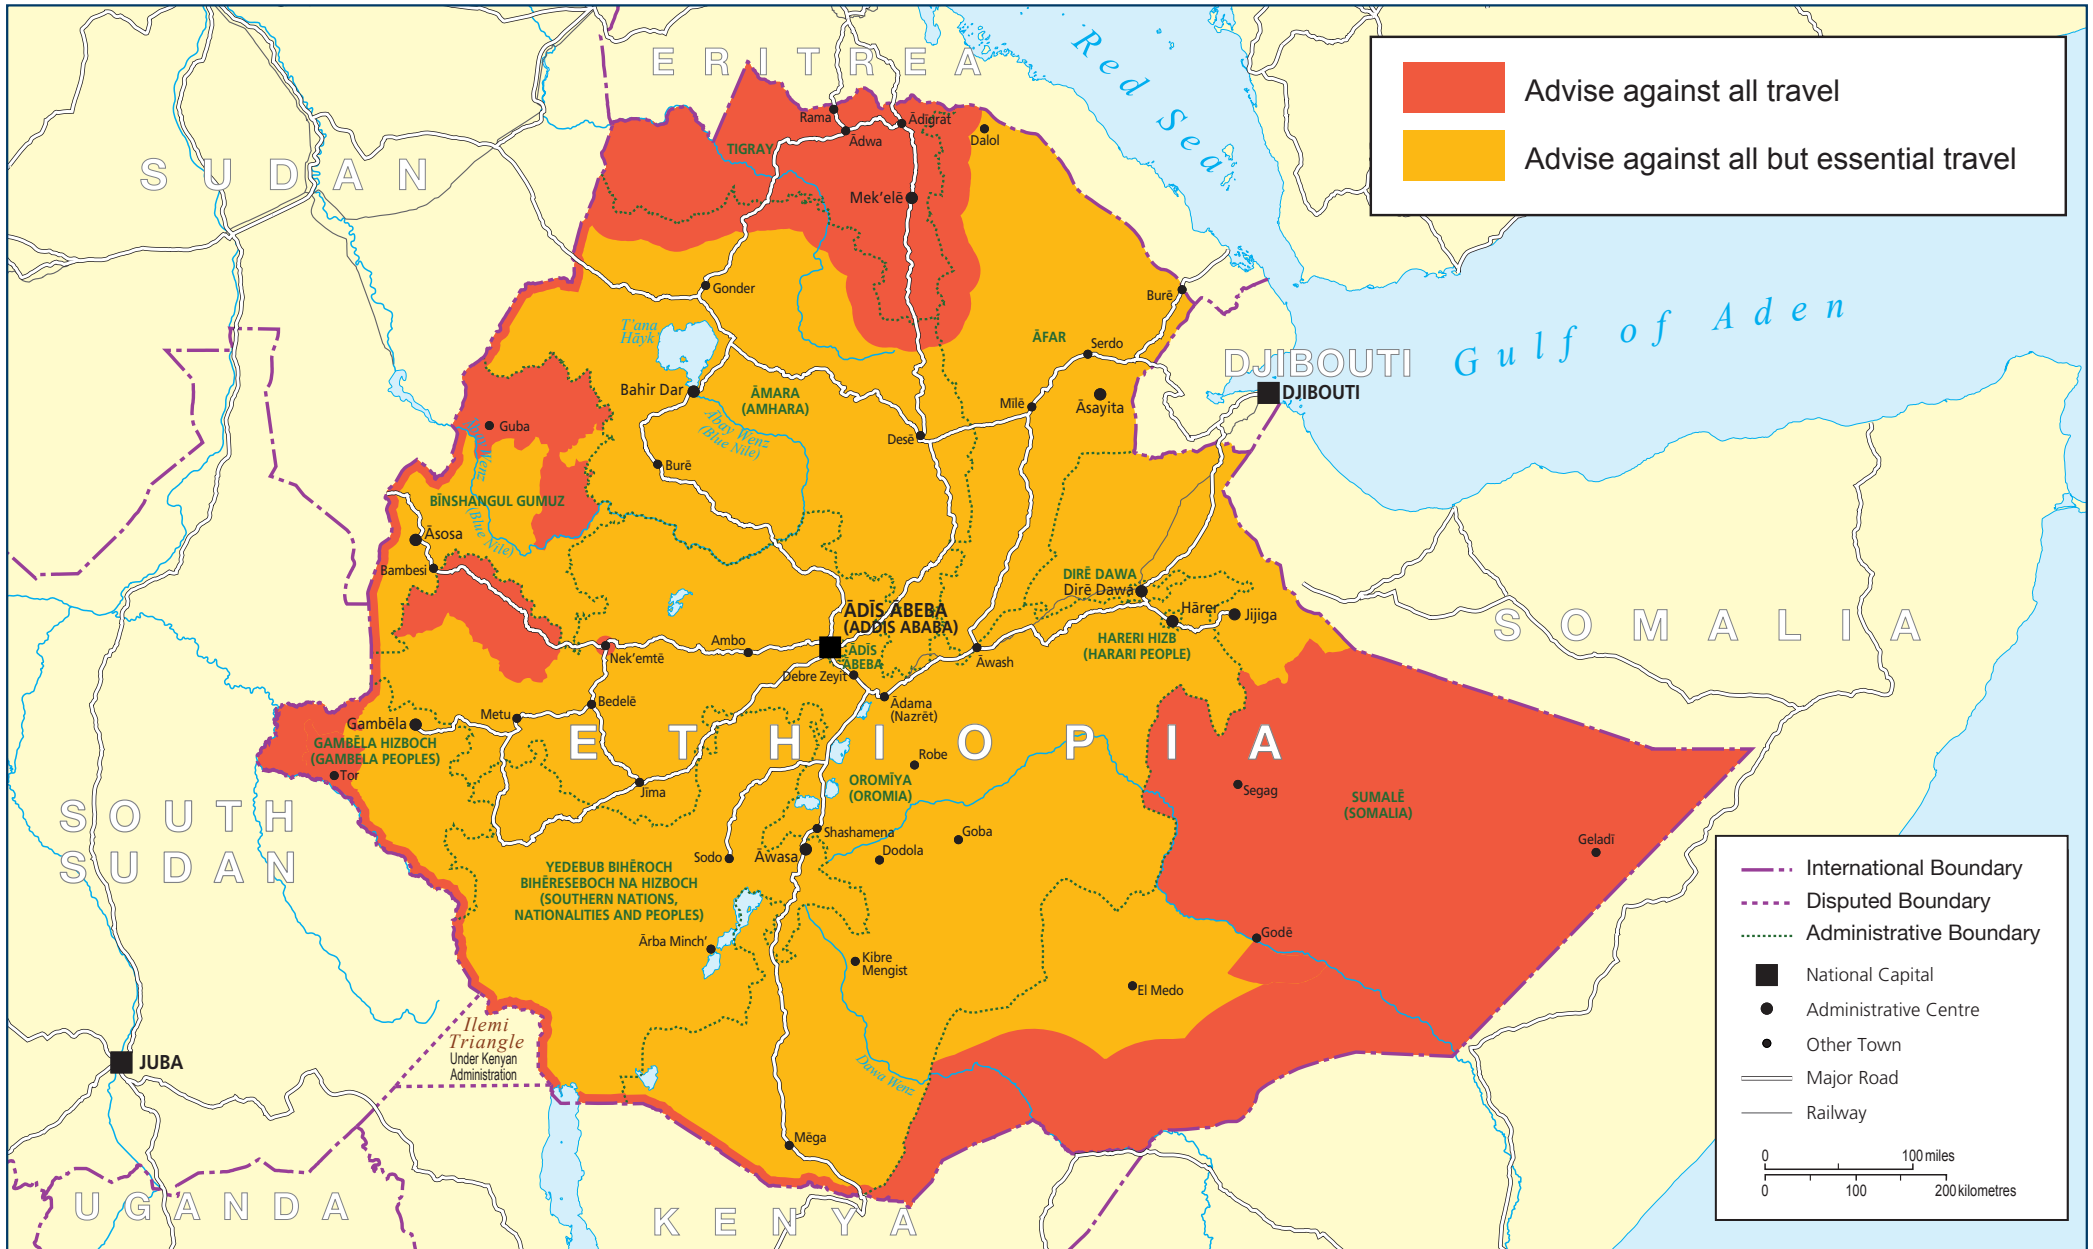 ERITREA
Red Sea
Advise against all travel
Advise against all but essential travel
SUDAN
Rama
Ādwa
Ādīgrat
Dalol
TIGRAY
Mek'elē
Gonder
Burē
T'ana
Hāyk
ĀFAR
Serdo
DJIBOUTI
DJIBOUTI
Gulf of Aden
Bahir Dar
ĀMARA
(AMHARA)
Mīlē
Āsayita
Guba
Ābay Wenz
(Blue Nile)
Desē
Burē
BĪNSHANGUL GUMUZ
(Blue Nile)
Āsosa
Bambesi
DIRĒ DAWA
Dirē Dawa
Hārer
Jijiga
ĀDĪS ĀBEBA
(ADDIS ABABA)
ĀDĪS
ĀBEBA
Ambo
Nek'emtē
HARERI HIZB
(HARARI PEOPLE)
Āwash
Debre Zeyit
Ādama
(Nazrēt)
SOMALIA
Bedelē
Metu
Gambēla
GAMBĒLA HIZBOCH
(GAMBELA PEOPLES)
Tor
ETHIOPIA
Robe
OROMĪYA
(OROMIA)
Jīma
Segag
SUMALĒ
(SOMALIA)
Geladī
SOUTH
SUDAN
Shashamena
Goba
Dodola
Sodo
Āwasa
YEDEBUB BIHĒROCH
BIHĒRESEBOCH NA HIZBOCH
(SOUTHERN NATIONS,
NATIONALITIES AND PEOPLES)
Ārba Minch'
Kibre
Mengist
Godē
El Medo
Ilemi
Triangle
Under Kenyan
Administration
JUBA
Dawa Wenz
Mēga
UGANDA
KENYA
International Boundary
Disputed Boundary
Administrative Boundary
National Capital
Administrative Centre
Other Town
Major Road
Railway
0 100 miles
0 100 200 kilometres